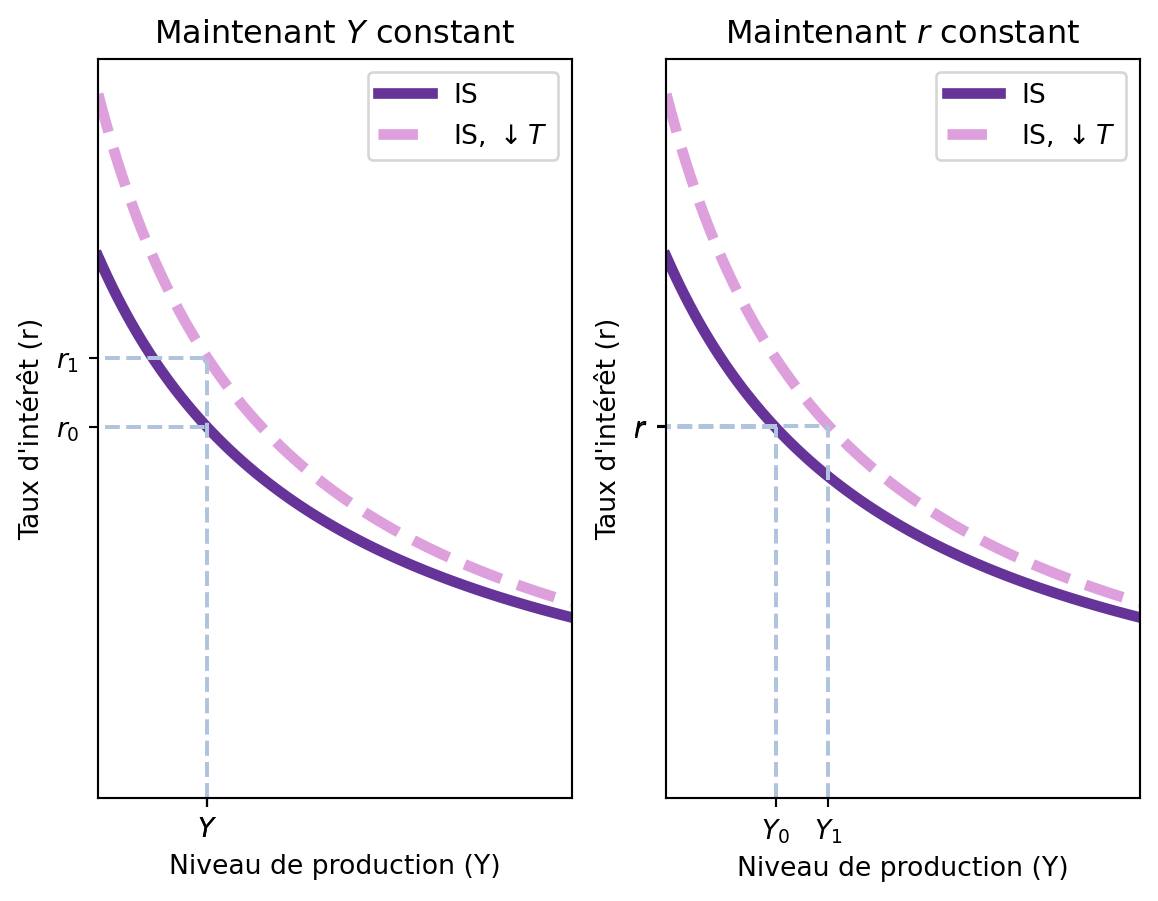 Maintenant Y constant
IS
IS, ↓ T
Taux d'intérêt (r)
r₁
r₀
Y
Niveau de production (Y)
Maintenant r constant
IS
IS, ↓ T
Taux d'intérêt (r)
r
Y₀ Y₁
Niveau de production (Y)